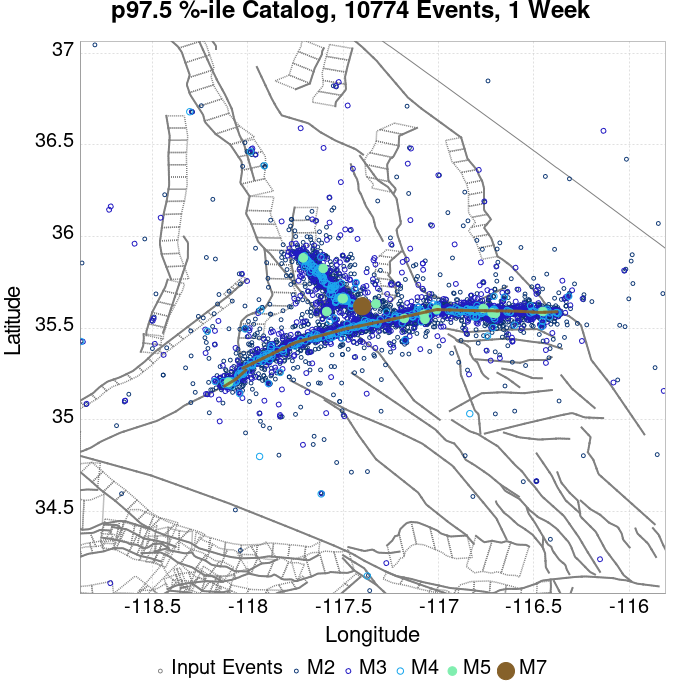 p97.5 %-ile Catalog, 10774 Events, 1 Week
37
36.5
36
35.5
35
34.5
Latitude
-118.5 -118 -117.5 -117 -116.5 -116
Longitude
Input Events M2 M3 M4 M5 M7